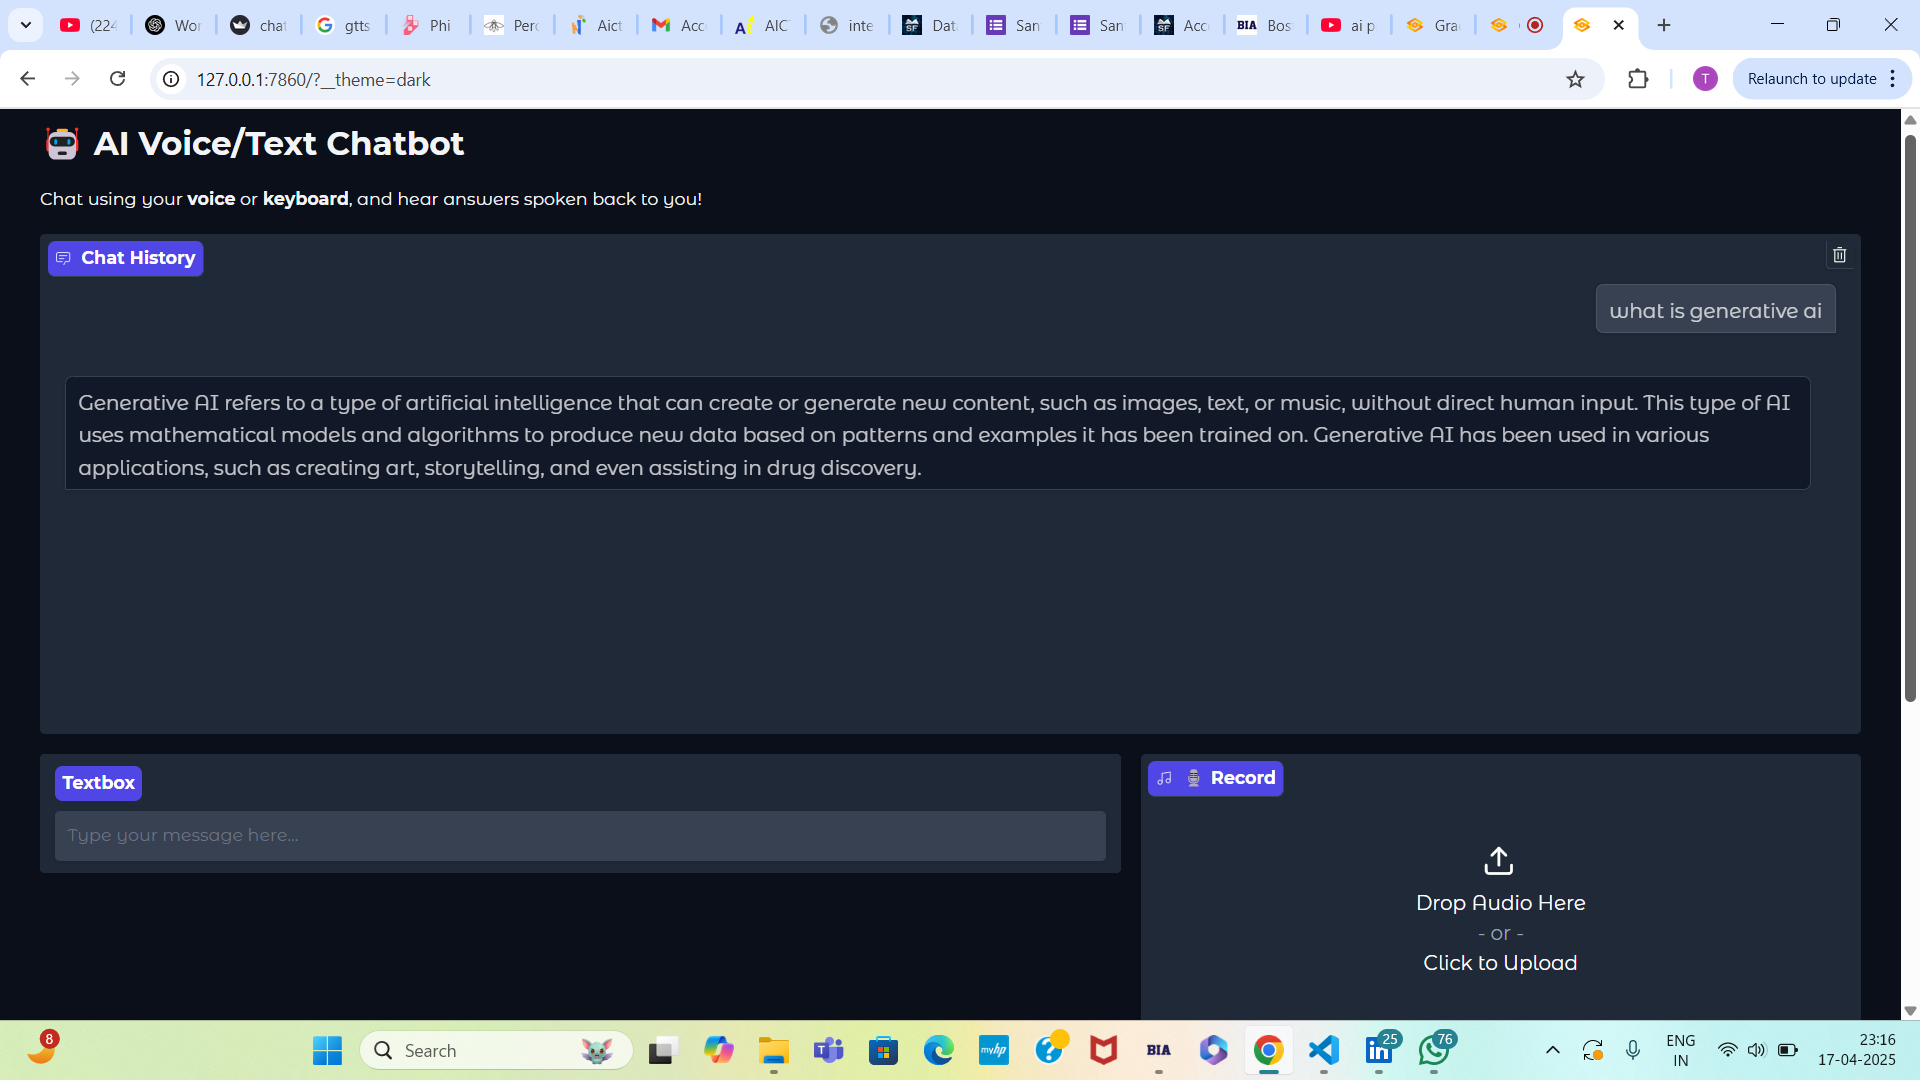 (224
Wor
chat
gtts
Phi
Perc
Aict
Acc
AIC
inte
Dat
San
San
Acc
BIA Bos
ai p
Gra
127.0.0.1:7860/?__theme=dark
T
Relaunch to update
AI Voice/Text Chatbot
Chat using your voice or keyboard, and hear answers spoken back to you!
Chat History
what is generative ai
Generative AI refers to a type of artificial intelligence that can create or generate new content, such as images, text, or music, without direct human input. This type of AI
uses mathematical models and algorithms to produce new data based on patterns and examples it has been trained on. Generative AI has been used in various
applications, such as creating art, storytelling, and even assisting in drug discovery.
Textbox
Type your message here...
Record
Drop Audio Here
- or -
Click to Upload
8
Search
myhp
BIA
25
76
ENG
IN
23:16
17-04-2025